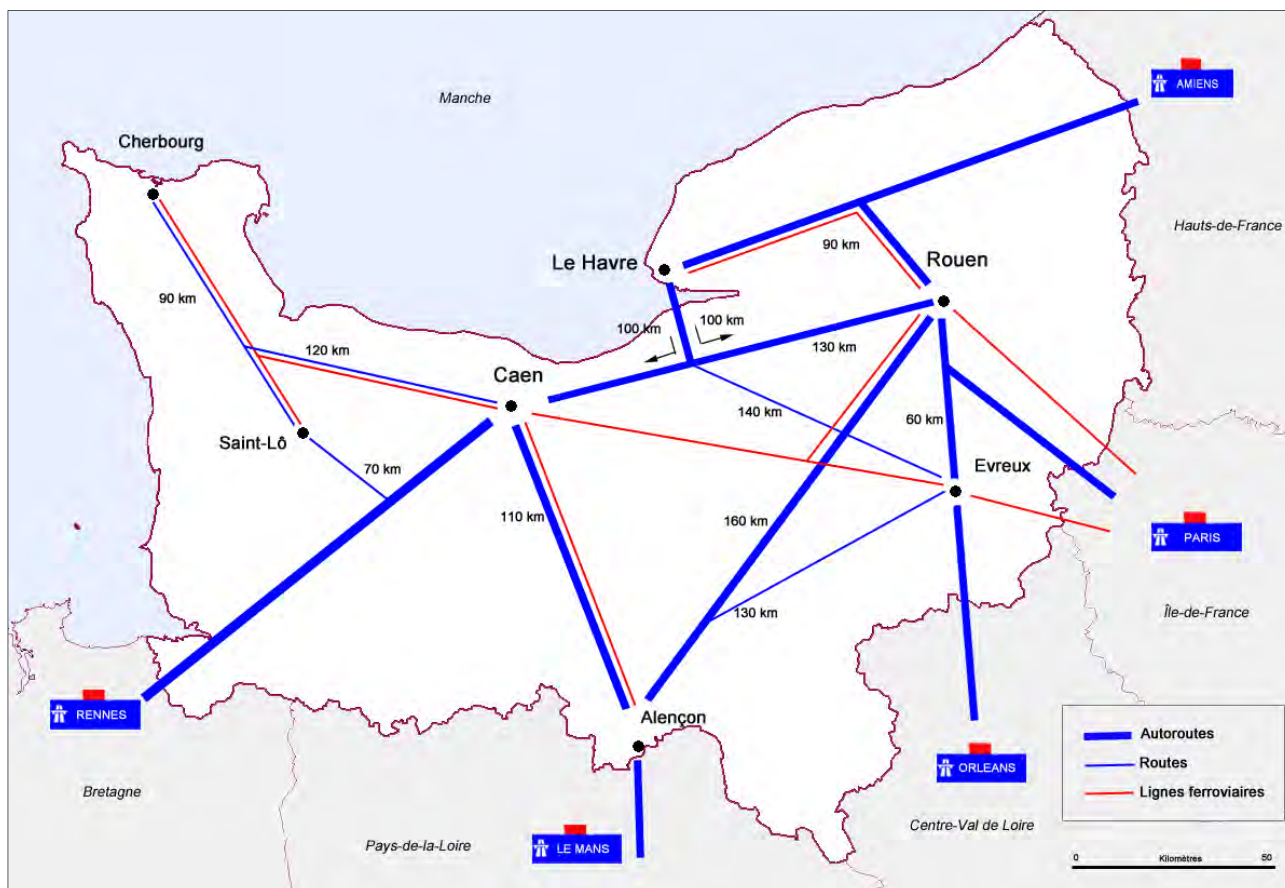 AMIENS
Manche
Cherbourg
Hauts-de-France
90 km
Le Havre
Rouen
90 km
100 km
100 km
120 km
130 km
Caen
140 km
60 km
Saint-Lô
70 km
Evreux
110 km
160 km
PARIS
130 km
Île-de-France
RENNES
Alençon
Autoroutes
Routes
Lignes ferroviaires
ORLEANS
Bretagne
Pays-de-la-Loire
LE MANS
Centre-Val de Loire
0 Kilomètres 50